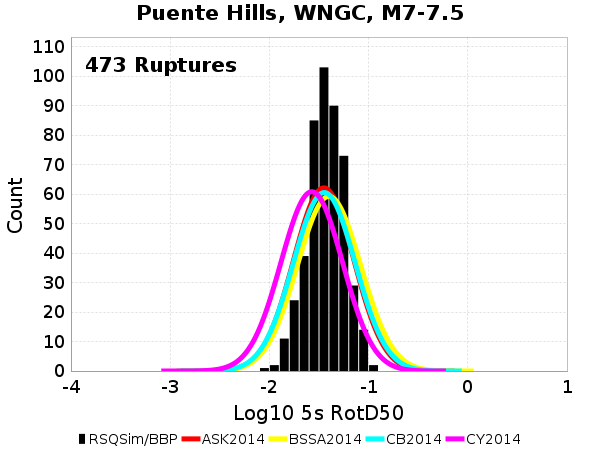 Puente Hills, WNGC, M7-7.5
473 Ruptures
110
100
90
80
70
60
50
40
30
20
10
0
Count
-4 -3 -2 -1 0 1
Log10 5s RotD50
RSQSim/BBP ASK2014 BSSA2014 CB2014 CY2014